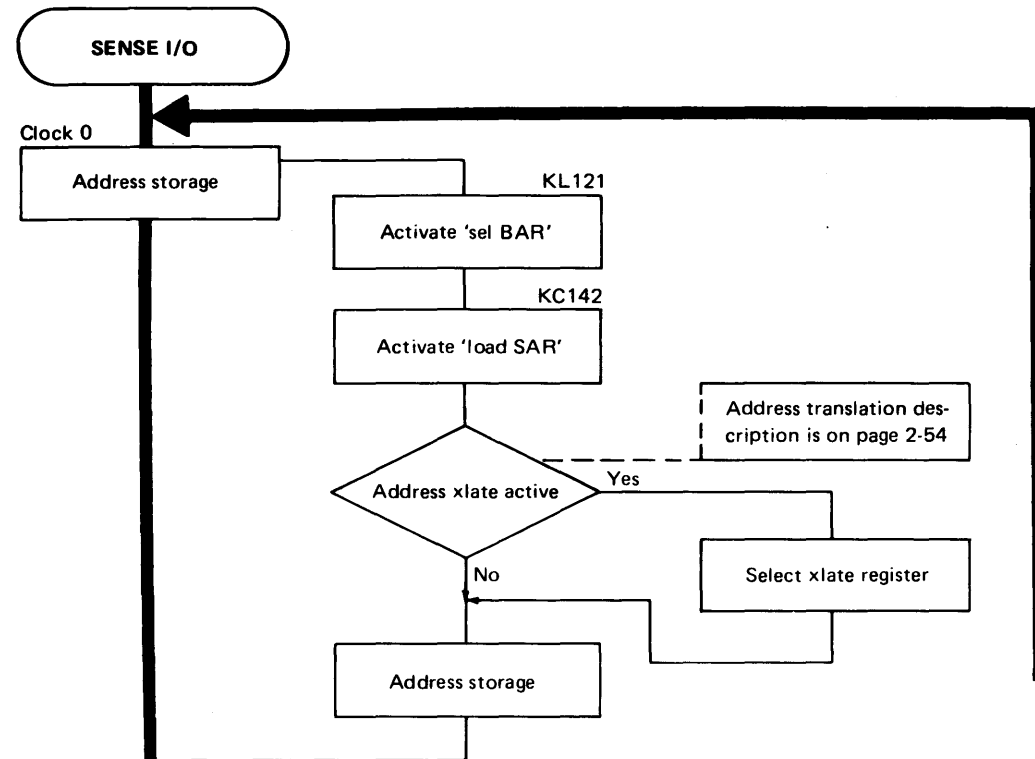 SENSE I/O
Clock 0
Address storage
KL121
Activate 'sel BAR'
KC142
Activate 'load SAR'
Address translation des-
cription is on page 2-54
Address xlate active
Yes
No
Select xlate register
Address storage